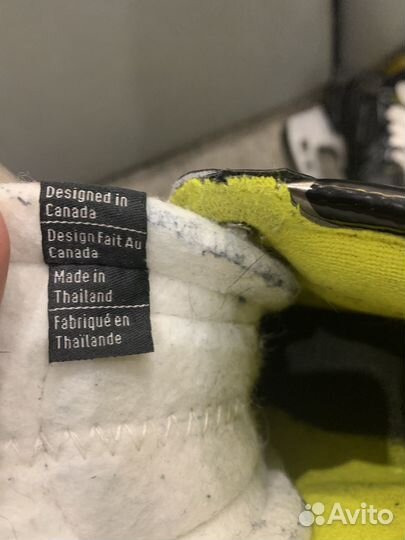 Designed in
Canada
Design Fait Au
Canada
Made in
Thailand
Fabriqué en
Thaïlande
Avito